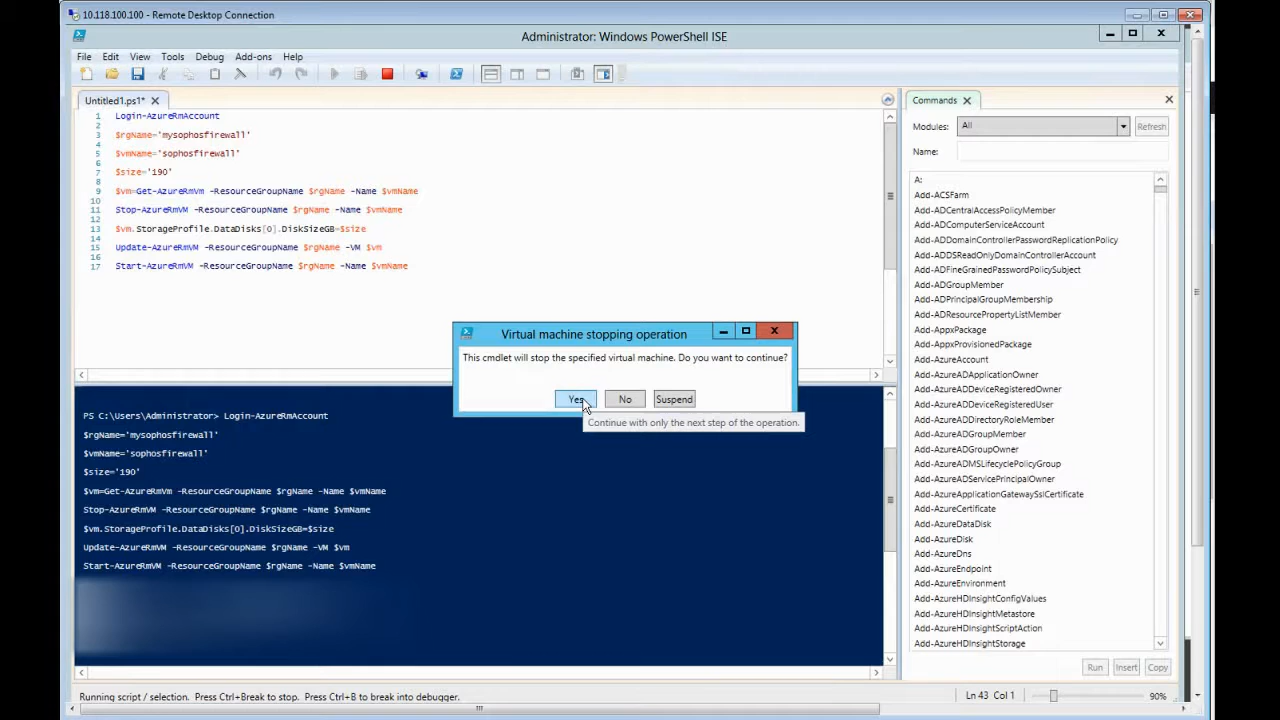 10.118.100.100 - Remote Desktop Connection
Administrator: Windows PowerShell ISE
File Edit View Tools Debug Add-ons Help
Untitled1.ps1* X
1 Login-AzureRmAccount
2
3 $rgName='mysophosfirewall'
4
5 $vmName='sophosfirewall'
6
7 $size='190'
8
9 $vm=Get-AzureRmVm -ResourceGroupName $rgName -Name $vmName
10
11 Stop-AzureRmVM -ResourceGroupName $rgName -Name $vmName
12
13 $vm.StorageProfile.DataDisks[0].DiskSizeGB=$size
14
15 Update-AzureRmVM -ResourceGroupName $rgName -VM $vm
16
17 Start-AzureRmVM -ResourceGroupName $rgName -Name $vmName
Virtual machine stopping operation
This cmdlet will stop the specified virtual machine. Do you want to continue?
Yes No Suspend
Continue with only the next step of the operation.
PS C:\Users\Administrator> Login-AzureRmAccount
$rgName='mysophosfirewall'
$vmName='sophosfirewall'
$size='190'
$vm=Get-AzureRmVm -ResourceGroupName $rgName -Name $vmName
Stop-AzureRmVM -ResourceGroupName $rgName -Name $vmName
$vm.StorageProfile.DataDisks[0].DiskSizeGB=$size
Update-AzureRmVM -ResourceGroupName $rgName -VM $vm
Start-AzureRmVM -ResourceGroupName $rgName -Name $vmName
Commands X
Modules: All Refresh
Name:
A:
Add-ACSFarm
Add-ADCentralAccessPolicyMember
Add-ADComputerServiceAccount
Add-ADDomainControllerPasswordReplicationPolicy
Add-ADDSReadOnlyDomainControllerAccount
Add-ADFineGrainedPasswordPolicySubject
Add-ADGroupMember
Add-ADPrincipalGroupMembership
Add-ADResourcePropertyListMember
Add-AppxPackage
Add-AppxProvisionedPackage
Add-AzureAccount
Add-AzureADApplicationOwner
Add-AzureADDeviceRegisteredOwner
Add-AzureADDeviceRegisteredUser
Add-AzureADDirectoryRoleMember
Add-AzureADGroupMember
Add-AzureADGroupOwner
Add-AzureADMSLifecyclePolicyGroup
Add-AzureADServicePrincipalOwner
Add-AzureApplicationGatewaySslCertificate
Add-AzureCertificate
Add-AzureDataDisk
Add-AzureDisk
Add-AzureDns
Add-AzureEndpoint
Add-AzureEnvironment
Add-AzureHDInsightConfigValues
Add-AzureHDInsightMetastore
Add-AzureHDInsightScriptAction
Add-AzureHDInsightStorage
Run Insert Copy
Running script / selection. Press Ctrl+Break to stop. Press Ctrl+B to break into debugger.
Ln 43 Col 1
90%